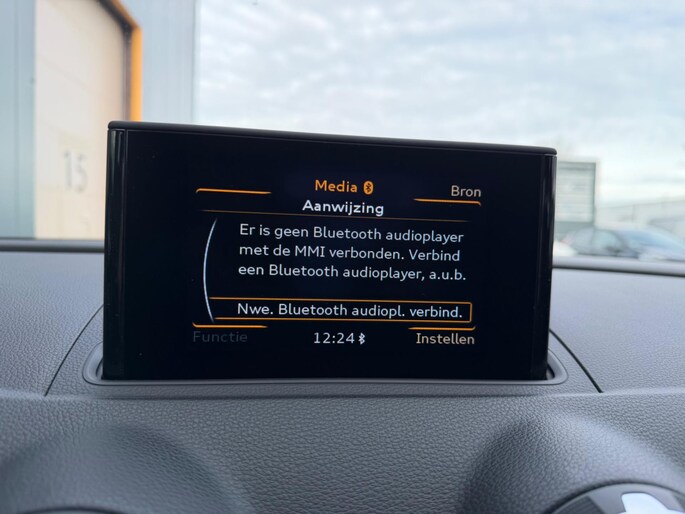 15
Media
Bron
Aanwijzing
Er is geen Bluetooth audioplayer
met de MMI verbonden. Verbind
een Bluetooth audioplayer, a.u.b.
Nwe. Bluetooth audiopl. verbind.
Functie
12:24
Instellen